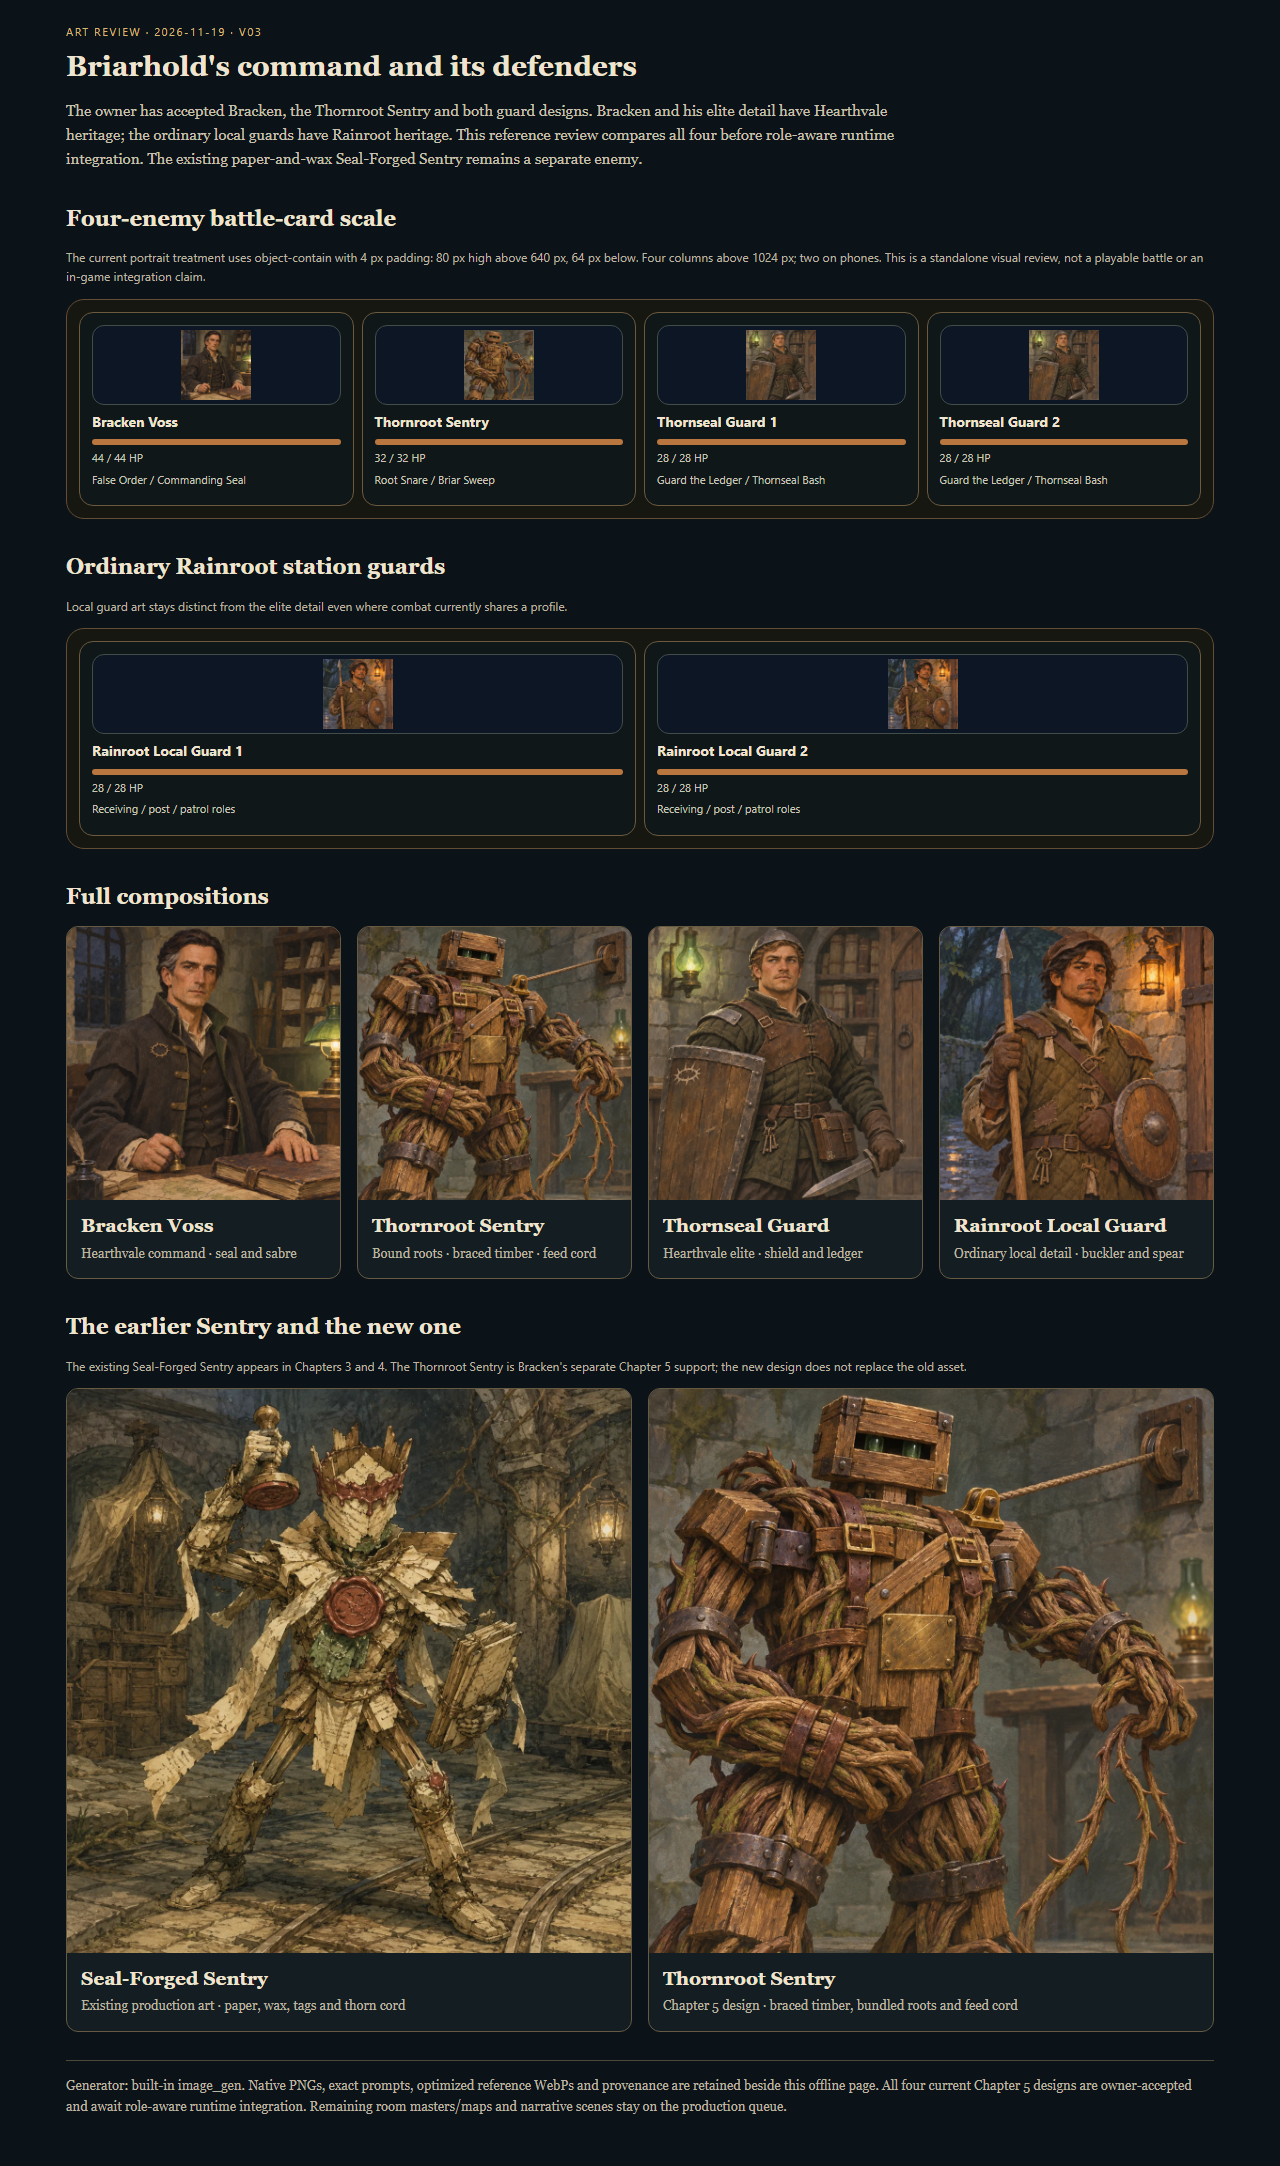 ART REVIEW · 2026-11-19 · V03
Briarhold's command and its defenders
The owner has accepted Bracken, the Thornroot Sentry and both guard designs. Bracken and his elite detail have Hearthvale
heritage; the ordinary local guards have Rainroot heritage. This reference review compares all four before role-aware runtime
integration. The existing paper-and-wax Seal-Forged Sentry remains a separate enemy.
Four-enemy battle-card scale
The current portrait treatment uses object-contain with 4 px padding: 80 px high above 640 px, 64 px below. Four columns above 1024 px; two on phones. This is a standalone visual review, not a playable battle or an
in-game integration claim.
Bracken Voss
44 / 44 HP
False Order / Commanding Seal
Thornroot Sentry
32 / 32 HP
Root Snare / Briar Sweep
Thornseal Guard 1
28 / 28 HP
Guard the Ledger / Thornseal Bash
Thornseal Guard 2
28 / 28 HP
Guard the Ledger / Thornseal Bash
Ordinary Rainroot station guards
Local guard art stays distinct from the elite detail even where combat currently shares a profile.
Rainroot Local Guard 1
28 / 28 HP
Receiving / post / patrol roles
Rainroot Local Guard 2
28 / 28 HP
Receiving / post / patrol roles
Full compositions
Bracken Voss
Hearthvale command · seal and sabre
Thornroot Sentry
Bound roots · braced timber · feed cord
Thornseal Guard
Hearthvale elite · shield and ledger
Rainroot Local Guard
Ordinary local detail · buckler and spear
The earlier Sentry and the new one
The existing Seal-Forged Sentry appears in Chapters 3 and 4. The Thornroot Sentry is Bracken's separate Chapter 5 support; the new design does not replace the old asset.
Seal-Forged Sentry
Existing production art · paper, wax, tags and thorn cord
Thornroot Sentry
Chapter 5 design · braced timber, bundled roots and feed cord
Generator: built-in image_gen. Native PNGs, exact prompts, optimized reference WebPs and provenance are retained beside this offline page. All four current Chapter 5 designs are owner-accepted
and await role-aware runtime integration. Remaining room masters/maps and narrative scenes stay on the production queue.